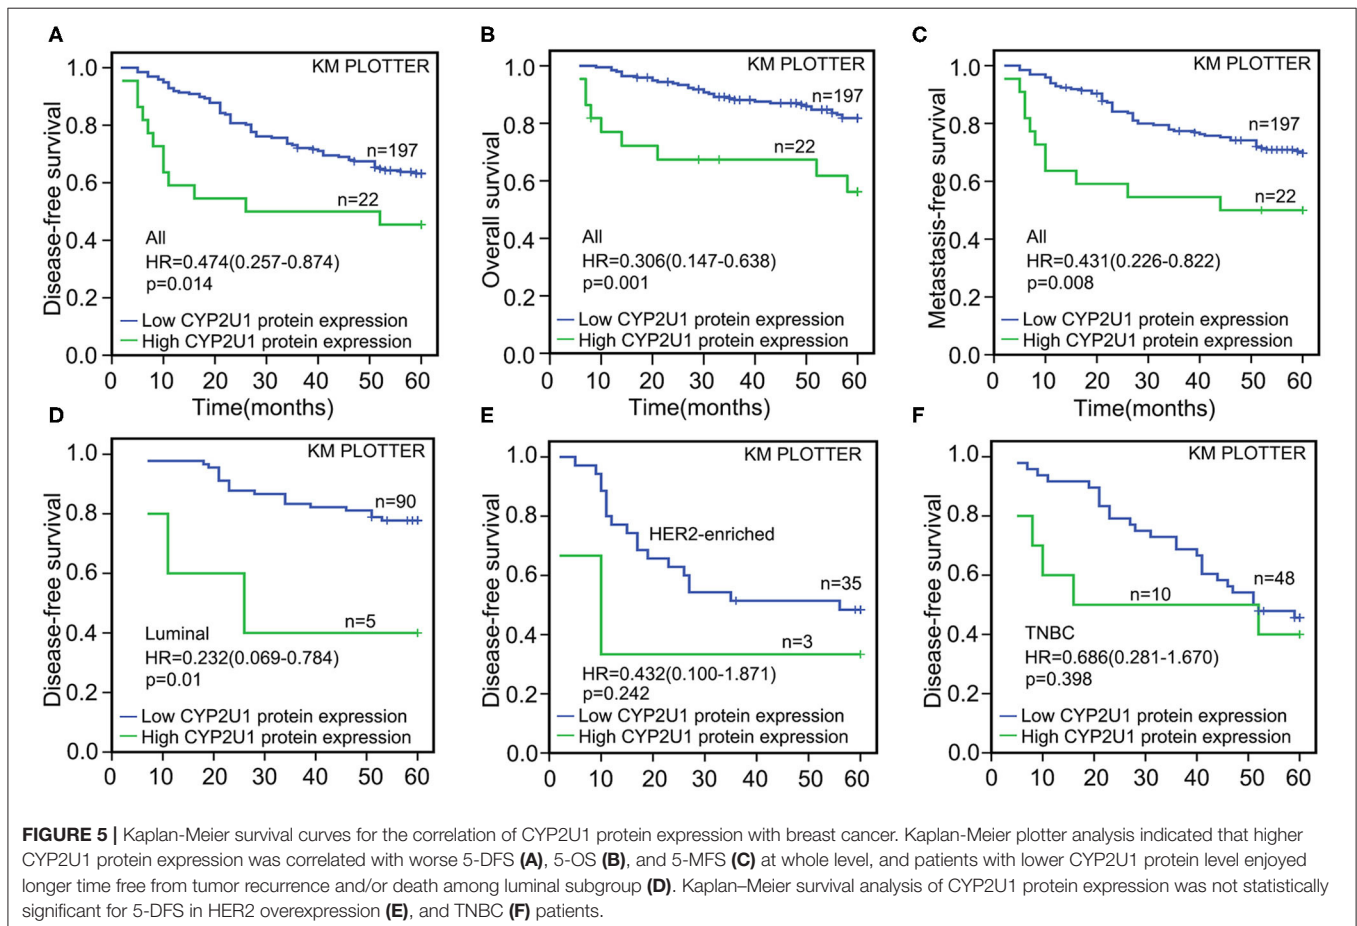 A
KM PLOTTER
Disease-free survival
1.0
0.8
0.6
0.4
0.2
0.0
n=197
n=22
All
HR=0.474(0.257-0.874)
p=0.014
Low CYP2U1 protein expression
High CYP2U1 protein expression
0 10 20 30 40 50 60
Time(months)
B
KM PLOTTER
Overall survival
1.0
0.8
0.6
0.4
0.2
0.0
n=197
n=22
All
HR=0.306(0.147-0.638)
p=0.001
Low CYP2U1 protein expression
High CYP2U1 protein expression
0 10 20 30 40 50 60
Time(months)
C
KM PLOTTER
Metastasis-free survival
1.0
0.8
0.6
0.4
0.2
0.0
n=197
n=22
All
HR=0.431(0.226-0.822)
p=0.008
Low CYP2U1 protein expression
High CYP2U1 protein expression
0 10 20 30 40 50 60
Time(months)
D
KM PLOTTER
Disease-free survival
1.0
0.8
0.6
0.4
0.2
0.0
n=90
n=5
Luminal
HR=0.232(0.069-0.784)
p=0.01
Low CYP2U1 protein expression
High CYP2U1 protein expression
0 10 20 30 40 50 60
E
KM PLOTTER
Disease-free survival
1.0
0.8
0.6
0.4
0.2
0.0
HER2-enriched
n=35
n=3
HR=0.432(0.100-1.871)
p=0.242
Low CYP2U1 protein expression
High CYP2U1 protein expression
0 10 20 30 40 50 60
F
KM PLOTTER
Disease-free survival
1.0
0.8
0.6
0.4
0.2
0.0
n=48
n=10
TNBC
HR=0.686(0.281-1.670)
p=0.398
Low CYP2U1 protein expression
High CYP2U1 protein expression
0 10 20 30 40 50 60
FIGURE 5 | Kaplan-Meier survival curves for the correlation of CYP2U1 protein expression with breast cancer. Kaplan-Meier plotter analysis indicated that higher
CYP2U1 protein expression was correlated with worse 5-DFS (A), 5-OS (B), and 5-MFS (C) at whole level, and patients with lower CYP2U1 protein level enjoyed
longer time free from tumor recurrence and/or death among luminal subgroup (D). Kaplan–Meier survival analysis of CYP2U1 protein expression was not statistically
significant for 5-DFS in HER2 overexpression (E), and TNBC (F) patients.